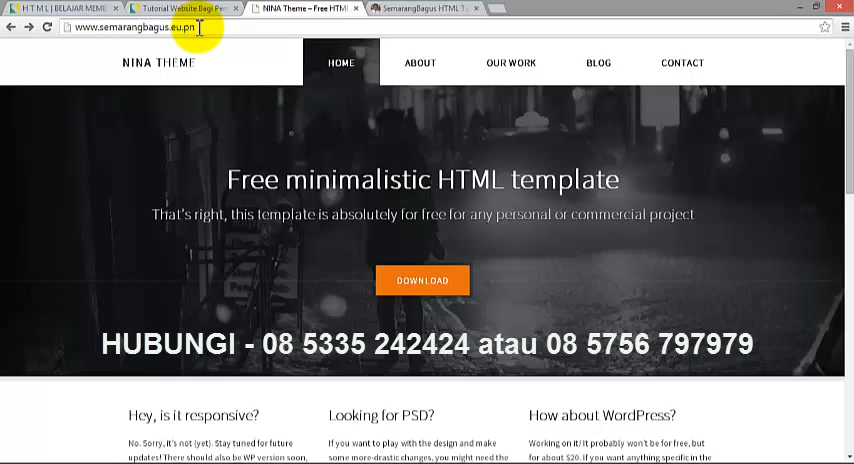 H T M L | BELAJAR MEME
Tutorial Website Bagi Pem
NINA Theme – Free HTML
SemarangBagus HTML T
www.semarangbagus.eu.pn
NINA THEME
HOME
ABOUT
OUR WORK
BLOG
CONTACT
Free minimalistic HTML template
That's right, this template is absolutely for free for any personal or commercial project
DOWNLOAD
HUBUNGI - 08 5335 242424 atau 08 5756 797979
Hey, is it responsive?
No. Sorry, it's not (yet). Stay tuned for future
updates! There should also be WP version soon,
Looking for PSD?
If you want to play with the design and make
some more-drastic changes, you might need the
How about WordPress?
Working on it! It probably won't be for free, but
for about $20. If you want anything specific in the